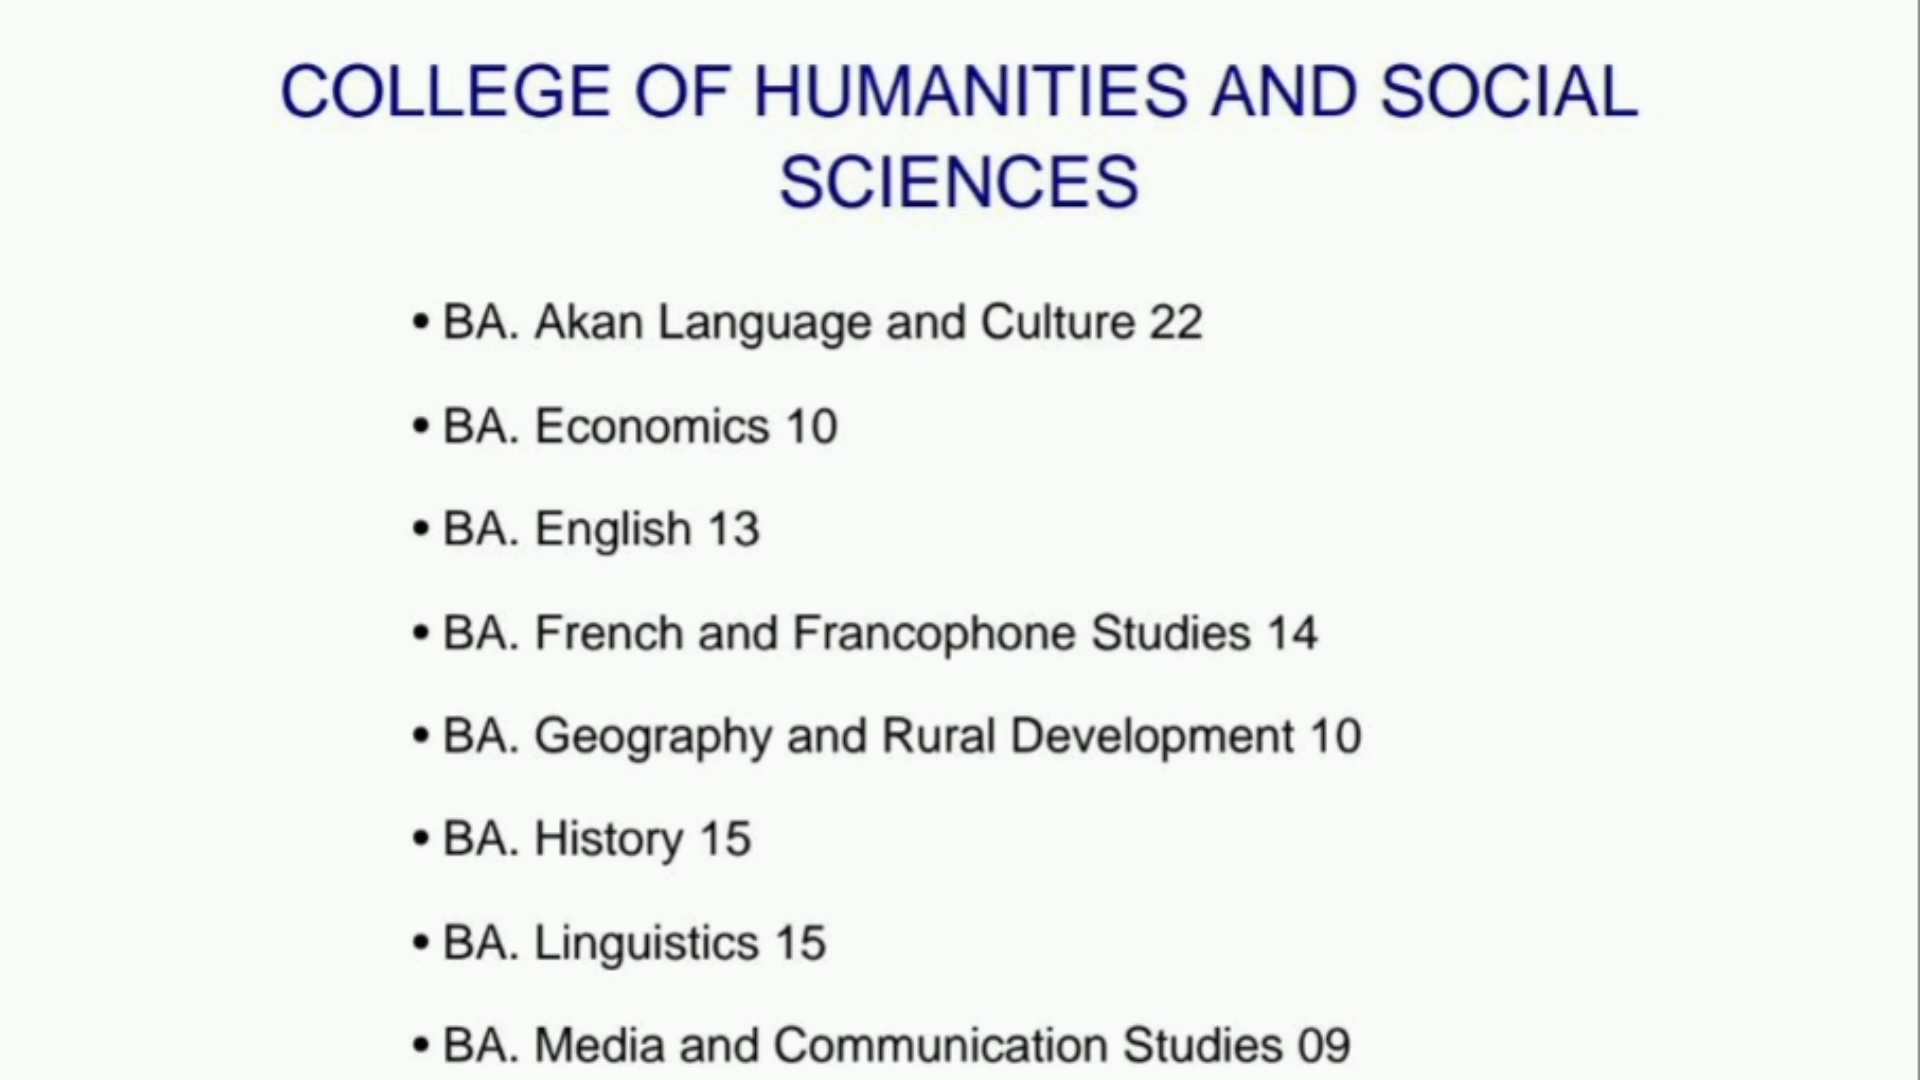 COLLEGE OF HUMANITIES AND SOCIAL
SCIENCES
• BA. Akan Language and Culture 22
• BA. Economics 10
• BA. English 13
• BA. French and Francophone Studies 14
• BA. Geography and Rural Development 10
• BA. History 15
• BA. Linguistics 15
• BA. Media and Communication Studies 09